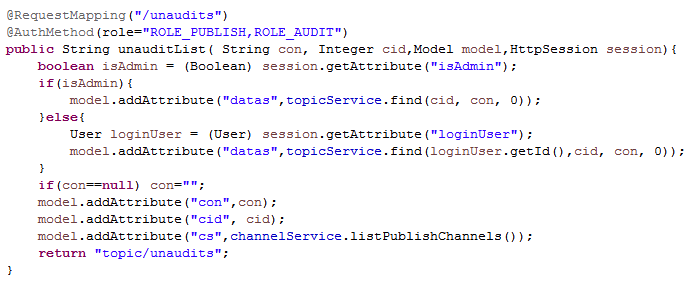 @RequestMapping("/unaudits")
@AuthMethod(role="ROLE_PUBLISH,ROLE_AUDIT")
public String unauditList( String con, Integer cid,Model model,HttpSession session){
    boolean isAdmin = (Boolean) session.getAttribute("isAdmin");
    if(isAdmin){
        model.addAttribute("datas",topicService.find(cid, con, 0));
    }else{
        User loginUser = (User) session.getAttribute("loginUser");
        model.addAttribute("datas",topicService.find(loginUser.getId(),cid, con, 0));
    }
    if(con==null) con="";
    model.addAttribute("con",con);
    model.addAttribute("cid", cid);
    model.addAttribute("cs",channelService.listPublishChannels());
    return "topic/unaudits";
}